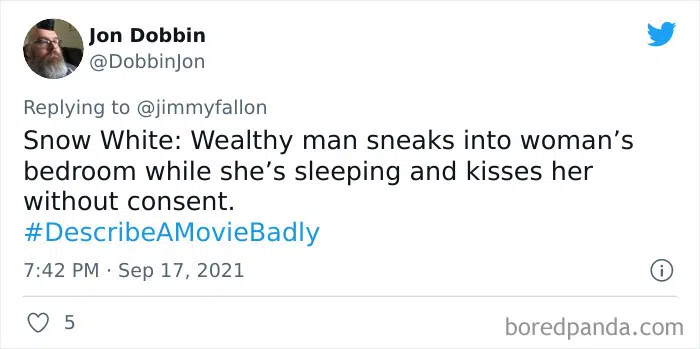 Jon Dobbin
@DobbinJon
Replying to @jimmyfallon
Snow White: Wealthy man sneaks into woman’s
bedroom while she’s sleeping and kisses her
without consent.
#DescribeAMovieBadly
7:42 PM · Sep 17, 2021
5
boredpanda.com